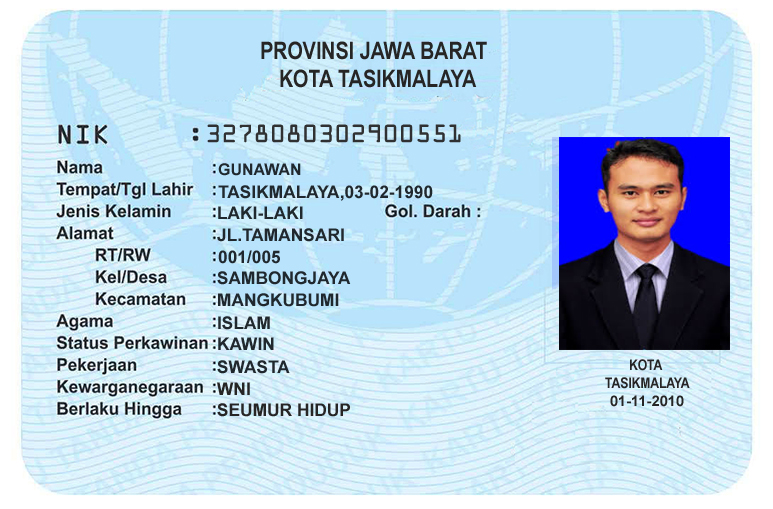 PROVINSI JAWA BARAT
KOTA TASIKMALAYA
NIK :3278080302900551
Nama :GUNAWAN
Tempat/Tgl Lahir :TASIKMALAYA,03-02-1990
Jenis Kelamin :LAKI-LAKI Gol. Darah :
Alamat :JL.TAMANSARI
RT/RW :001/005
Kel/Desa :SAMBONGJAYA
Kecamatan :MANGKUBUMI
Agama :ISLAM
Status Perkawinan :KAWIN
Pekerjaan :SWASTA
Kewarganegaraan :WNI
Berlaku Hingga :SEUMUR HIDUP
KOTA
TASIKMALAYA
01-11-2010